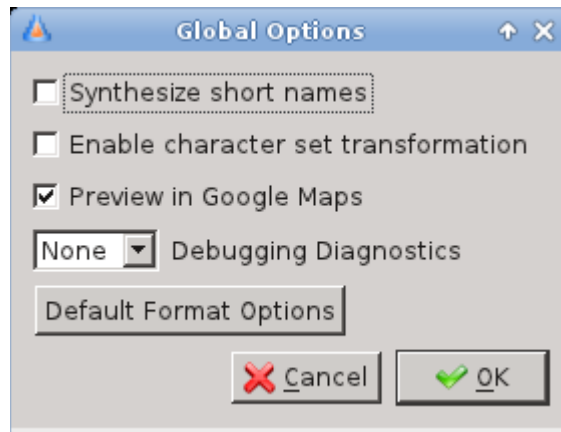 Global Options
Synthesize short names
Enable character set transformation
Preview in Google Maps
None Debugging Diagnostics
Default Format Options
Cancel OK